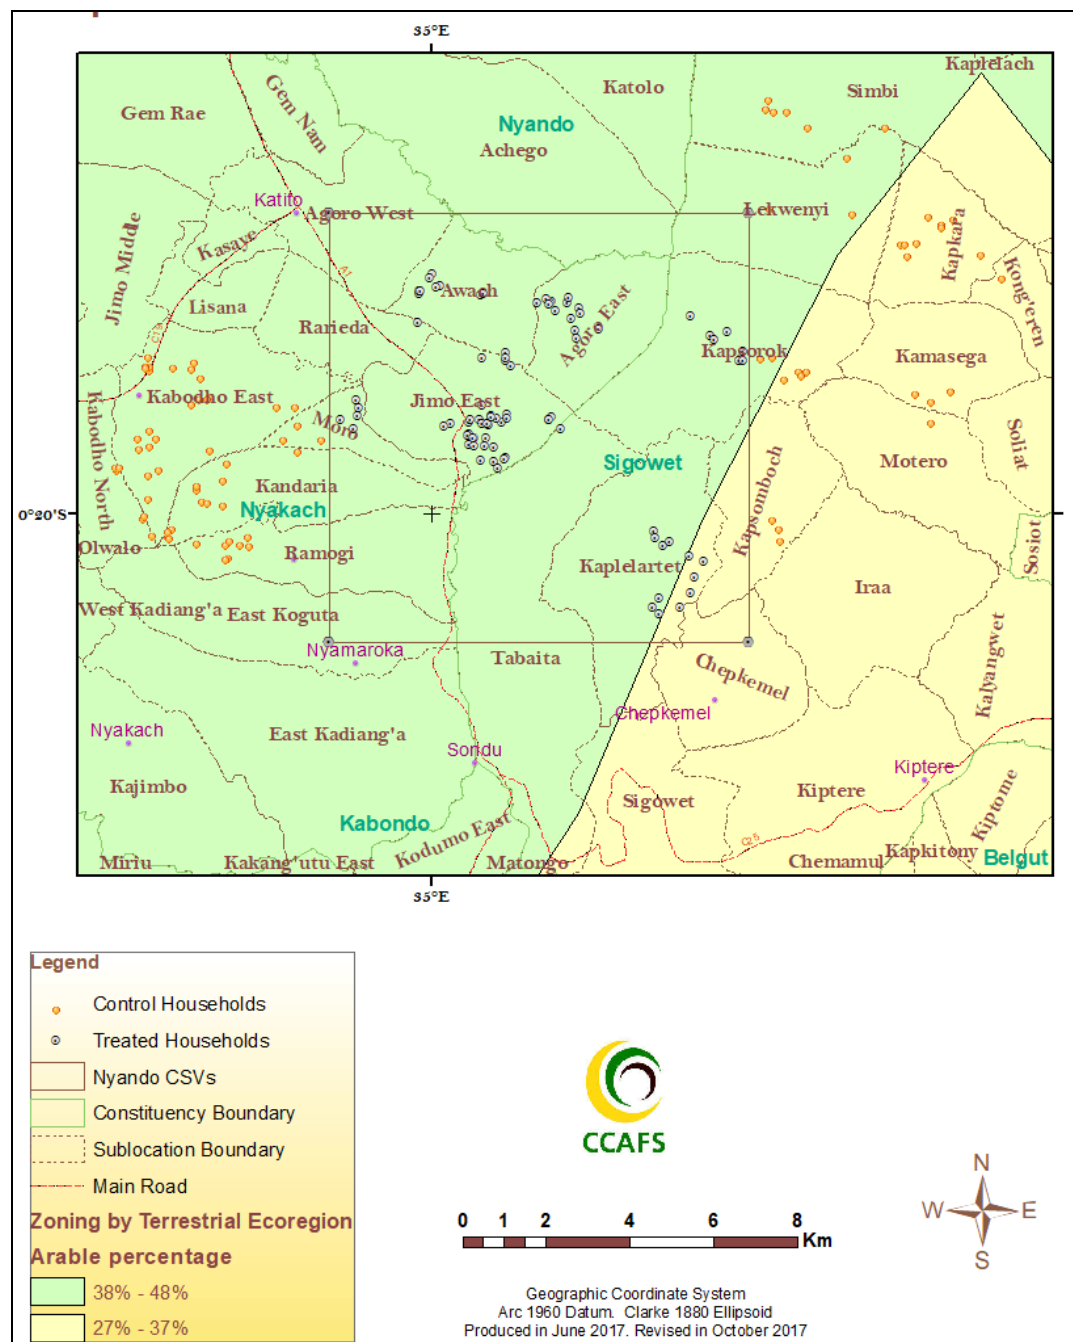 35°E
Kaplelach
Gem Rae
Gem Nam
Katolo
Simbi
Nyando
Achego
Katito
Agoro West
Lekwenyi
Jimo Middle
Kasaye
Kapkara
Kong'eren
A1
Awach
Lisana
Rarieda
Agoro East
C19
Kapsorok
Kamasega
Kabodho East
Jimo East
Moro
Kabodho North
Sigowet
Motero
Soliat
Kandaria
Kapsomboch
0°20'S
Nyakach
Olwalo
Ramogi
Kaplelartet
Sosiot
Iraa
West Kadiang'a
East Koguta
Nyamaroka
Tabaita
Chepkemel
Kalyangwet
Chepkemel
Nyakach
East Kadiang'a
Sondu
Kiptere
Kajimbo
Sigowet
Kiptere
Kiptome
Kabondo
Kodumo East
C25
Miriu
Kakang'utu East
Matongo
Chemamul
Kapkitony
Belgut
35°E
Legend
Control Households
Treated Households
Nyando CSVs
Constituency Boundary
Sublocation Boundary
Main Road
Zoning by Terrestrial Ecoregion
Arable percentage
38% - 48%
27% - 37%
CCAFS
0 1 2 4 6 8
Km
N
W E
S
Geographic Coordinate System
Arc 1960 Datum. Clarke 1880 Ellipsoid
Produced in June 2017. Revised in October 2017